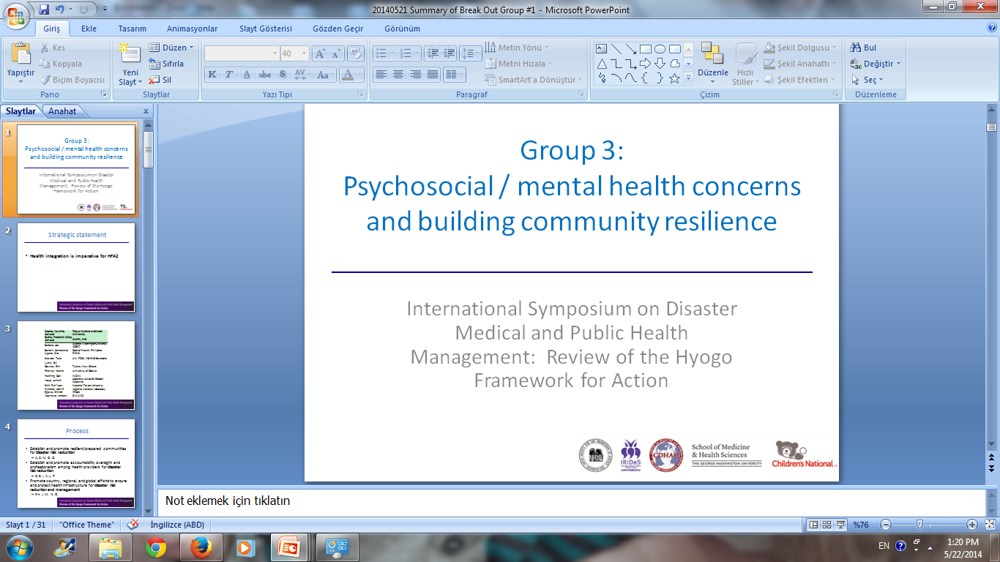 20140521 Summary of Break Out Group #1 - Microsoft PowerPoint
Giriş Ekle Tasarım Animasyonlar Slayt Gösterisi Gözden Geçir Görünüm
Yapıştır
Kes
Kopyala
Biçim Boyacısı
Pano
Yeni
Slayt
Düzen
Sıfırla
Sil
Slaytlar
40
Yazı Tipi
Metin Yönü
Metni Hizala
SmartArt'a Dönüştür
Paragraf
Düzenle
Hızlı
Stiller
Şekil Dolgusu
Şekil Anahattı
Şekil Efektleri
Çizim
Bul
Değiştir
Seç
Düzenleme
Slaytlar Anahat
1
Group 3:
Psychosocial / mental health concerns
and building community resilience
International Symposium on Disaster
Medical and Public Health
Management: Review of the Hyogo
Framework for Action
2
Strategic statement
Health integration is imperative for HFA2
International Symposium on Disaster Medical and Public Health Management:
Review of the Hyogo Framework for Action
3
International Symposium on Disaster Medical and Public Health Management:
Review of the Hyogo Framework for Action
4
Process
• Establish and promote resilient/prepared communities
for disaster risk reduction
• Establish and promote accountability oversight and
professionalism among health providers for disaster
risk reduction
• Promote country, regional, and global efforts to ensure
and protect health infrastructure for disaster risk
reduction and management
International Symposium on Disaster Medical and Public Health Management:
Review of the Hyogo Framework for Action
Group 3:
Psychosocial / mental health concerns
and building community resilience
International Symposium on Disaster
Medical and Public Health
Management: Review of the Hyogo
Framework for Action
IRIDeS
CDHAM
School of Medicine
& Health Sciences
THE GEORGE WASHINGTON UNIVERSITY
Children's National
Not eklemek için tıklatın
Slayt 1 / 31 "Office Theme" İngilizce (ABD) %76
EN 1:20 PM
5/22/2014